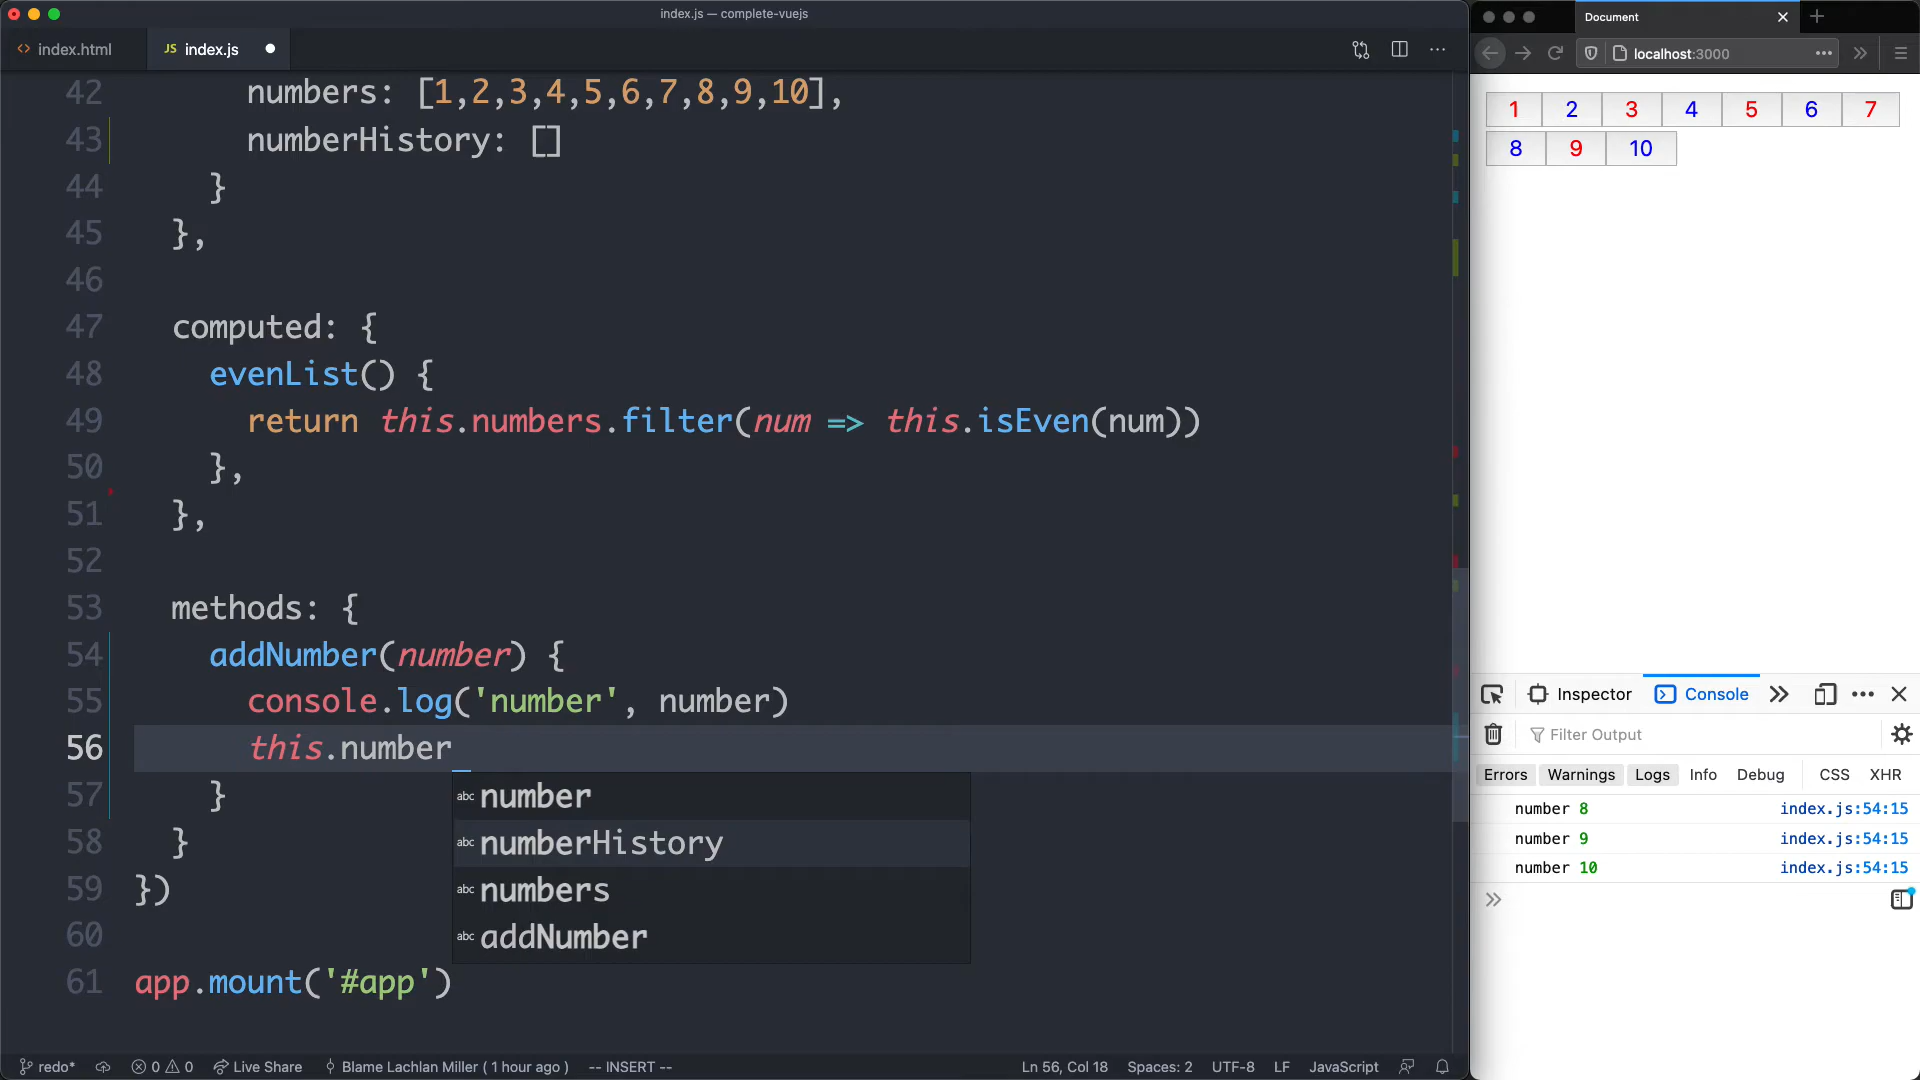 index.js — complete-vuejs
index.html
JS index.js
42 numbers: [1,2,3,4,5,6,7,8,9,10],
43 numberHistory: []
44 }
45 },
46
47 computed: {
48 evenList() {
49 return this.numbers.filter(num => this.isEven(num))
50 },
51 },
52
53 methods: {
54 addNumber(number) {
55 console.log('number', number)
56 this.number
57 }
58 }
59 })
60
61 app.mount('#app')
abc number
abc numberHistory
abc numbers
abc addNumber
redo*
0 0
Live Share
Blame Lachlan Miller ( 1 hour ago )
-- INSERT --
Ln 56, Col 18
Spaces: 2
UTF-8
LF
JavaScript
Document
localhost:3000
1 2 3 4 5 6 7
8 9 10
Inspector
Console
Filter Output
Errors Warnings Logs Info Debug CSS XHR
number 8 index.js:54:15
number 9 index.js:54:15
number 10 index.js:54:15